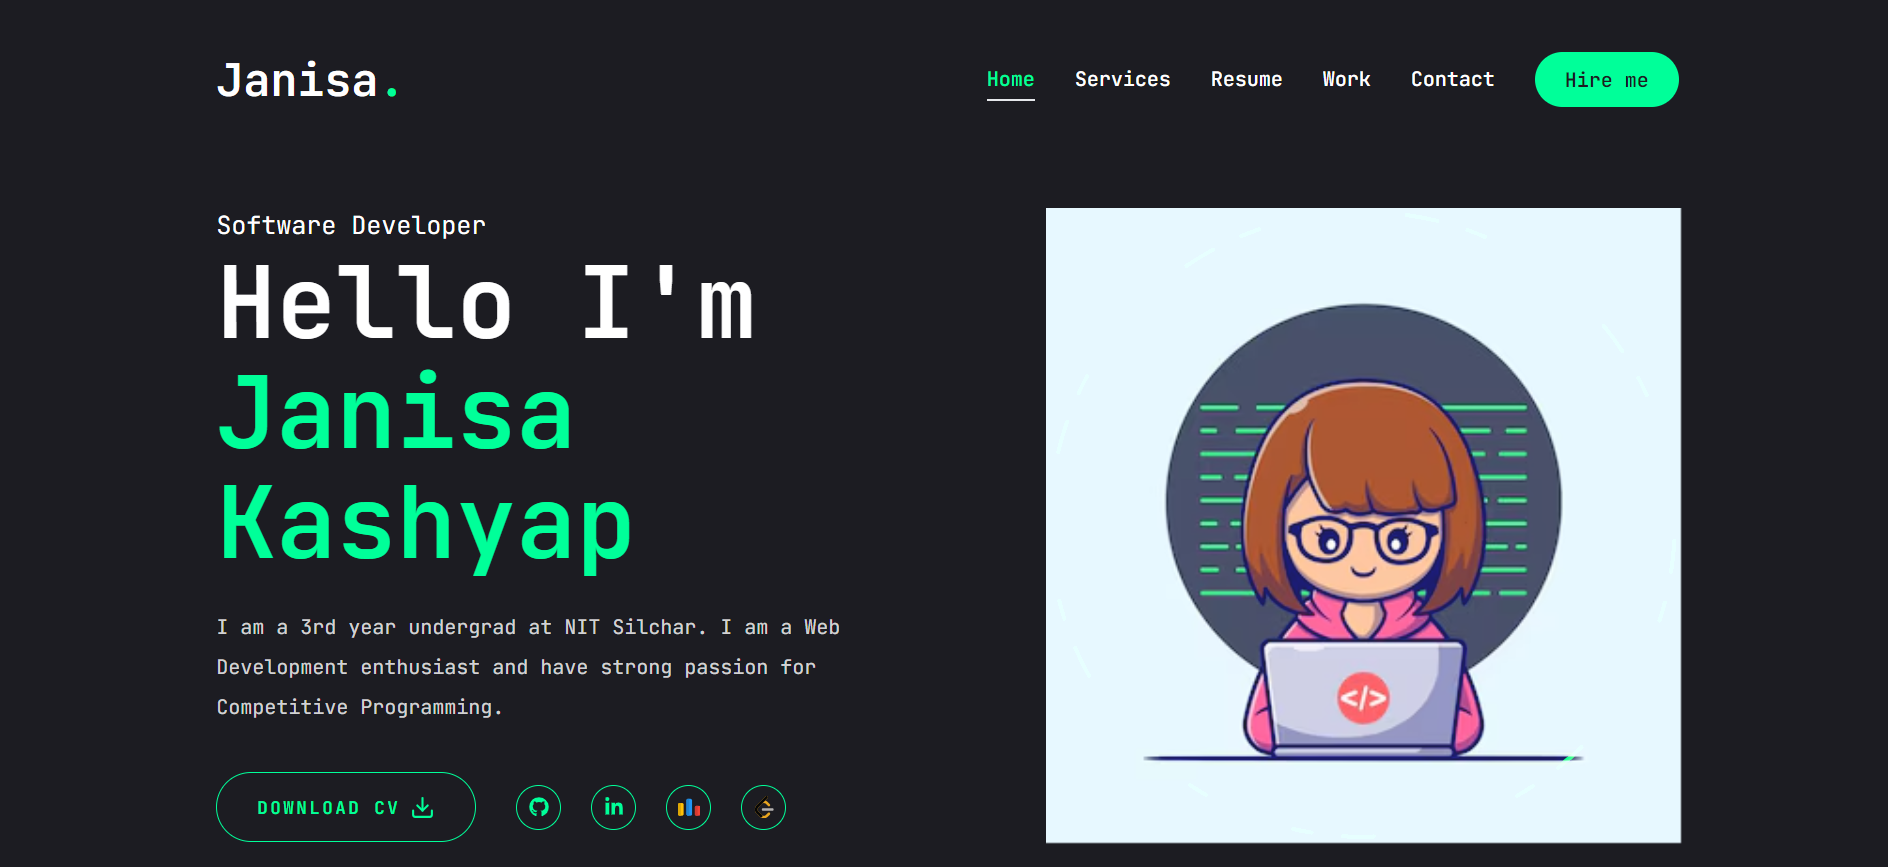 Janisa.
Home Services Resume Work Contact Hire me
Software Developer
Hello I'm
Janisa
Kashyap
I am a 3rd year undergrad at NIT Silchar. I am a Web
Development enthusiast and have strong passion for
Competitive Programming.
DOWNLOAD CV
in
</>